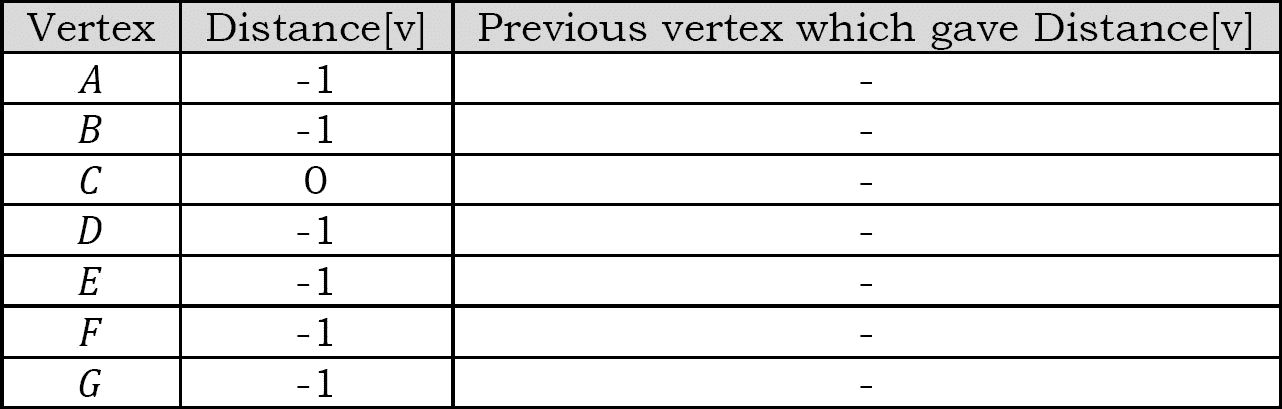 Vertex Distance[v] Previous vertex which gave Distance[v]
A -1 -
B -1 -
C 0 -
D -1 -
E -1 -
F -1 -
G -1 -